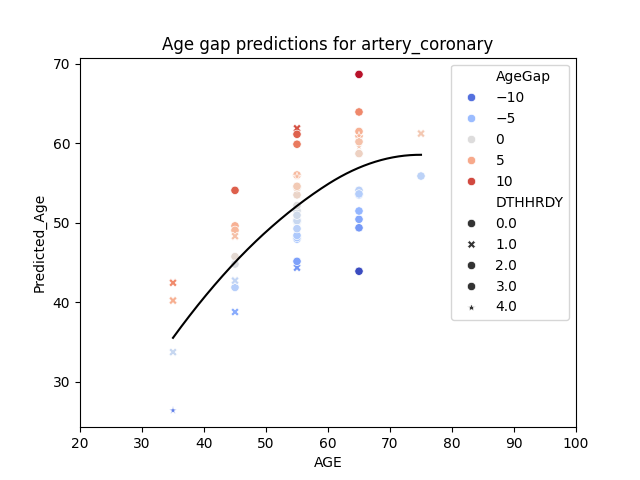 Age gap predictions for artery_coronary
70
60
50
40
30
Predicted_Age
20 30 40 50 60 70 80 90 100
AGE
AgeGap
−10
−5
0
5
10
DTHHRDY
0.0
1.0
2.0
3.0
4.0